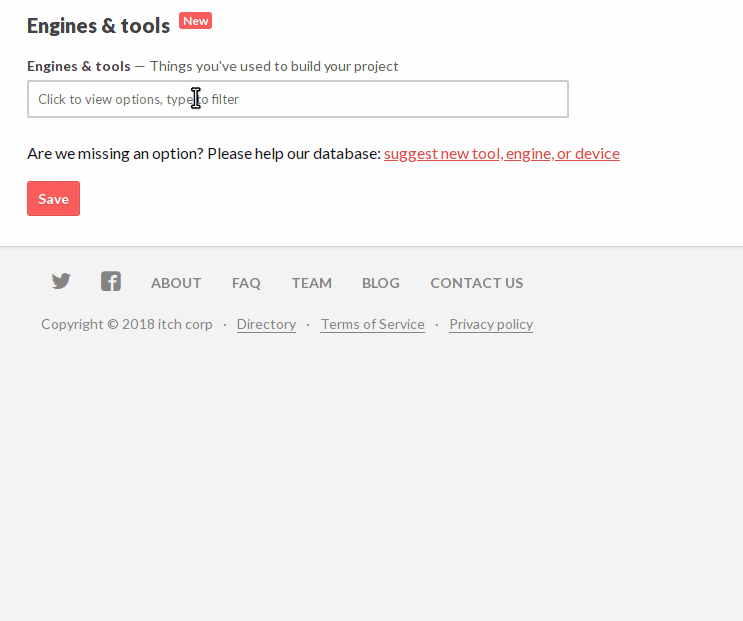 Engines & tools New
Engines & tools — Things you've used to build your project
Click to view options, type to filter
Are we missing an option? Please help our database: suggest new tool, engine, or device
Save
ABOUT FAQ TEAM BLOG CONTACT US
Copyright © 2018 itch corp · Directory · Terms of Service · Privacy policy